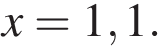 x = 1,1.